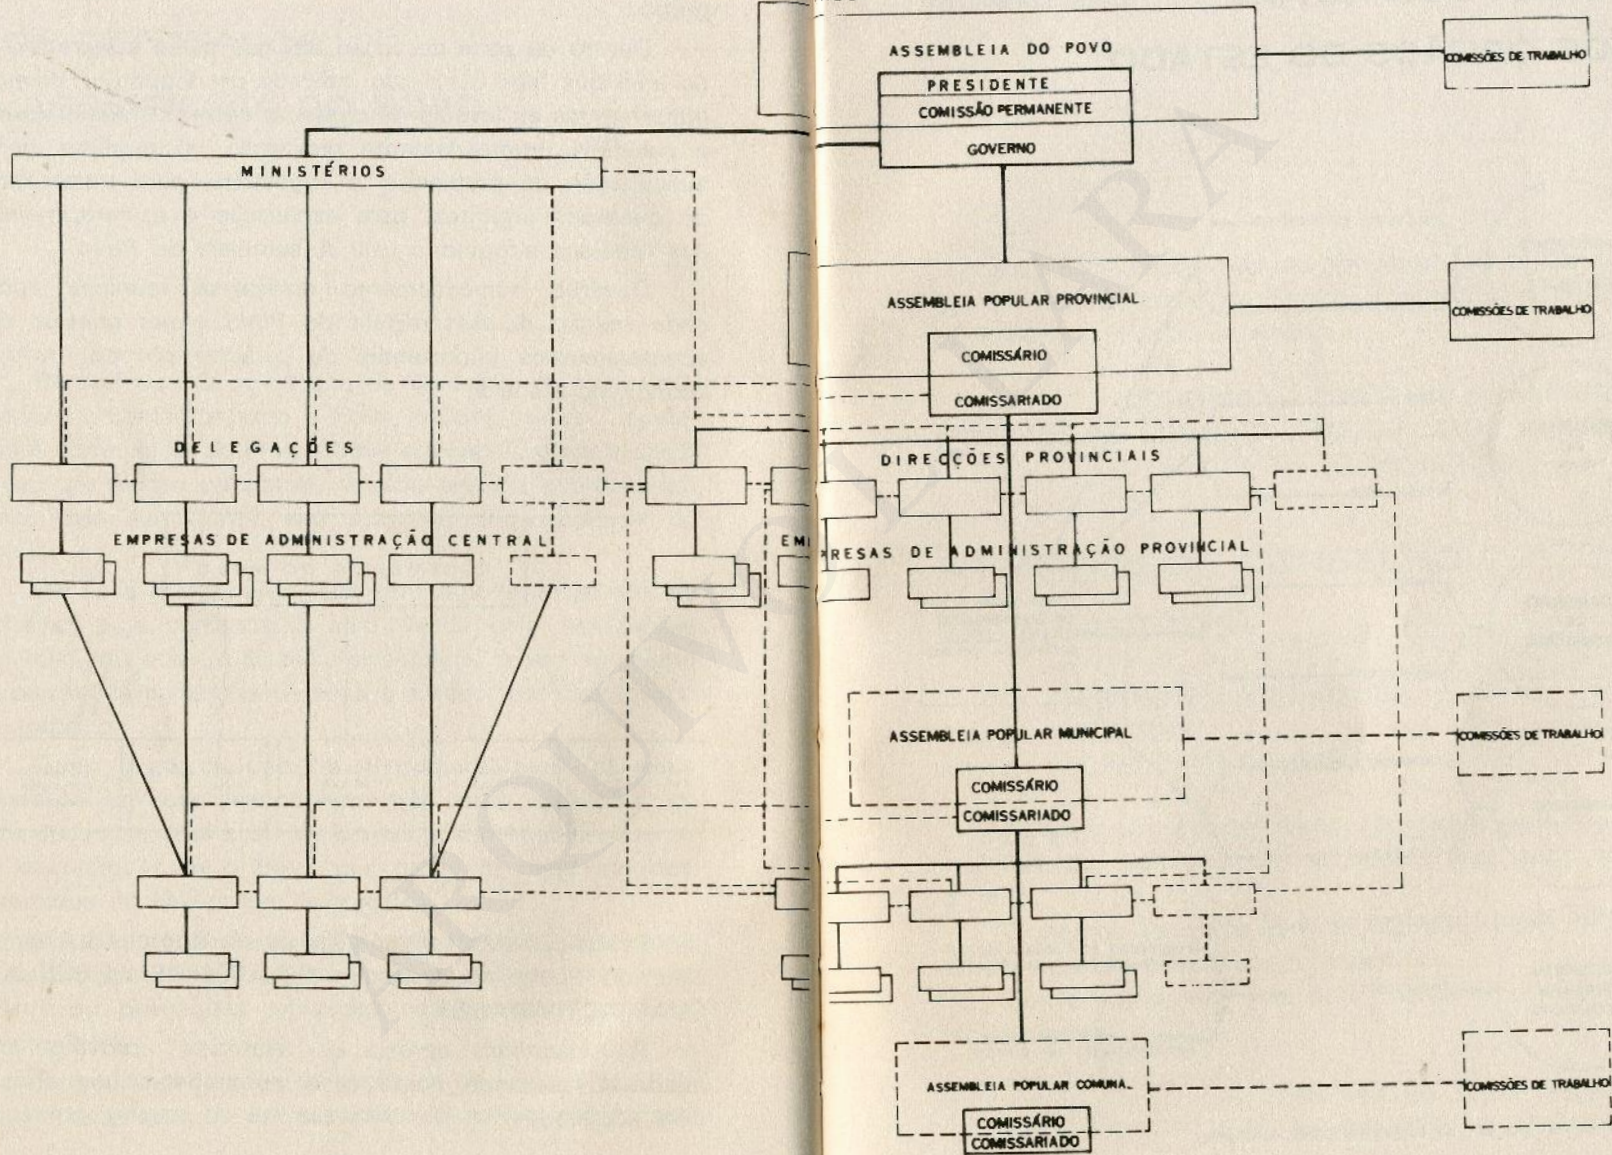 ASSEMBLEIA DO POVO
COMISSÕES DE TRABALHO
PRESIDENTE
COMISSÃO PERMANENTE
GOVERNO
MINISTÉRIOS
ASSEMBLEIA POPULAR PROVINCIAL
COMISSÕES DE TRABALHO
COMISSÁRIO
COMISSARIADO
DELEGAÇÕES
DIRECÇÕES PROVINCIAIS
EMPRESAS DE ADMINISTRAÇÃO CENTRAL
EMPRESAS DE ADMINISTRAÇÃO PROVINCIAL
ASSEMBLEIA POPULAR MUNICIPAL
COMISSÕES DE TRABALHO
COMISSÁRIO
COMISSARIADO
ASSEMBLEIA POPULAR COMUNAL
COMISSÕES DE TRABALHO
COMISSÁRIO
COMISSARIADO
ARQUIVO L. LARA